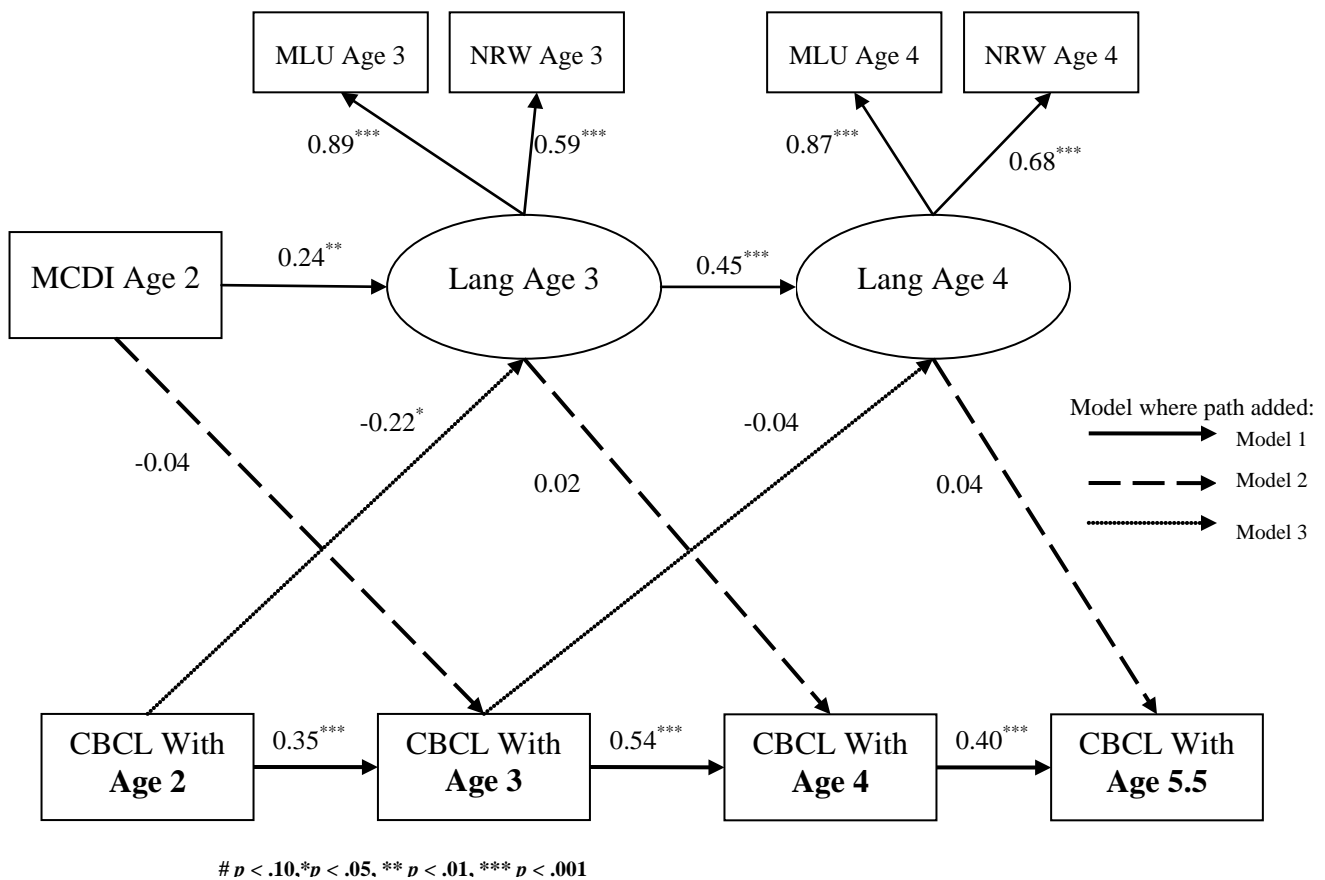 MLU Age 3
NRW Age 3
MLU Age 4
NRW Age 4
0.89***
0.59***
0.87***
0.68***
MCDI Age 2
0.24**
Lang Age 3
0.45***
Lang Age 4
-0.22*
-0.04
-0.04
0.02
0.04
Model where path added:
Model 1
Model 2
Model 3
CBCL With
Age 2
0.35***
CBCL With
Age 3
0.54***
CBCL With
Age 4
0.40***
CBCL With
Age 5.5
# p < .10,*p < .05, ** p < .01, *** p < .001